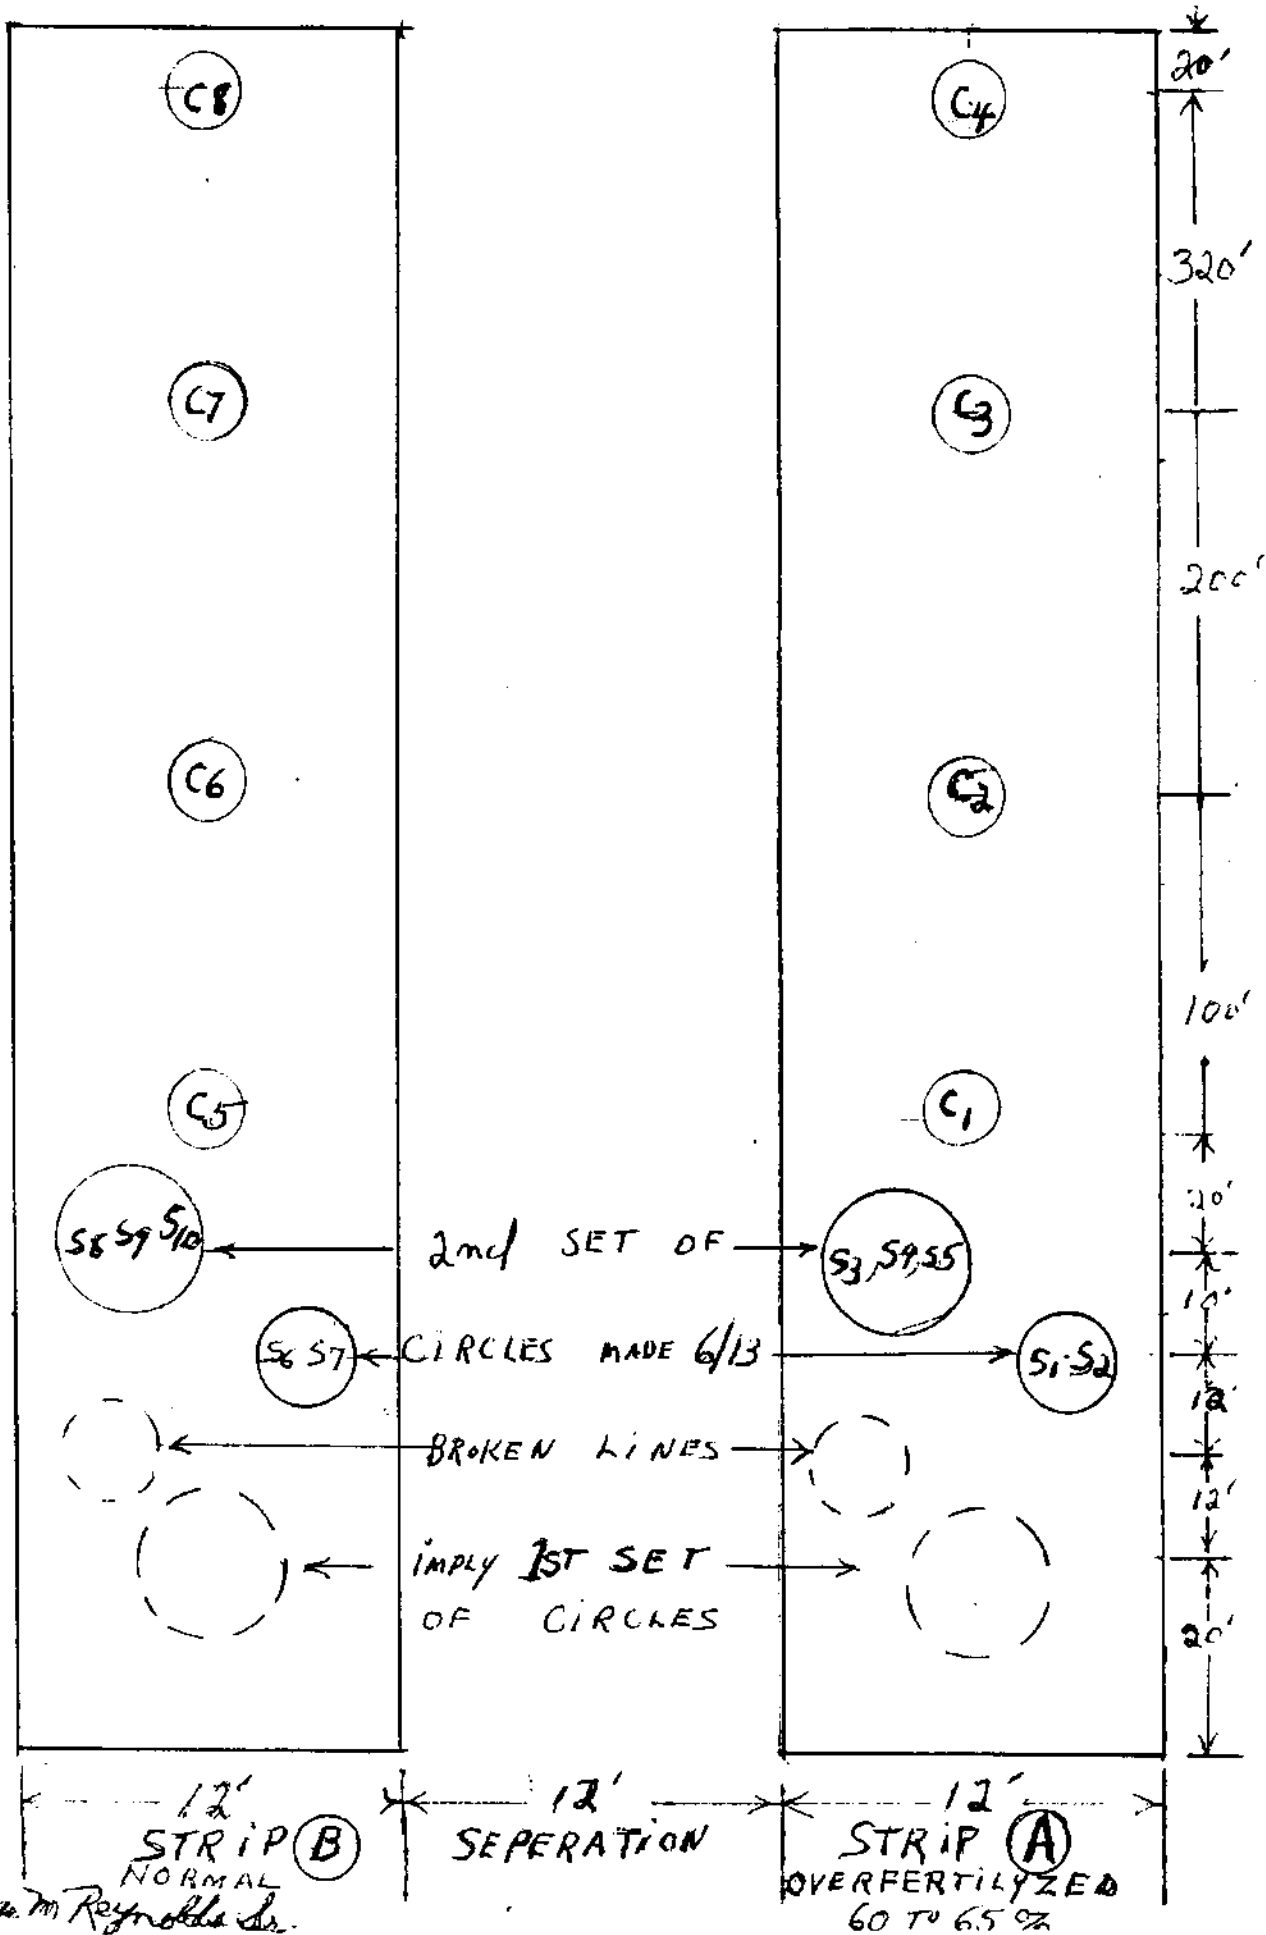 20'
C8
C4
320'
C7
C3
200'
C6
C2
100'
C5
C1
20'
S8 S9 S10
2nd SET OF
S3, S4, S5
10'
S6 S7
CIRCLES MADE 6/13
S1-S2
12'
BROKEN LINES
12'
IMPLY 1ST SET
OF CIRCLES
20'
12'
12'
12'
STRIP B
SEPERATION
STRIP A
NORMAL
OVERFERTILYZED
M Reynolds Sr.
60 TO 65 %